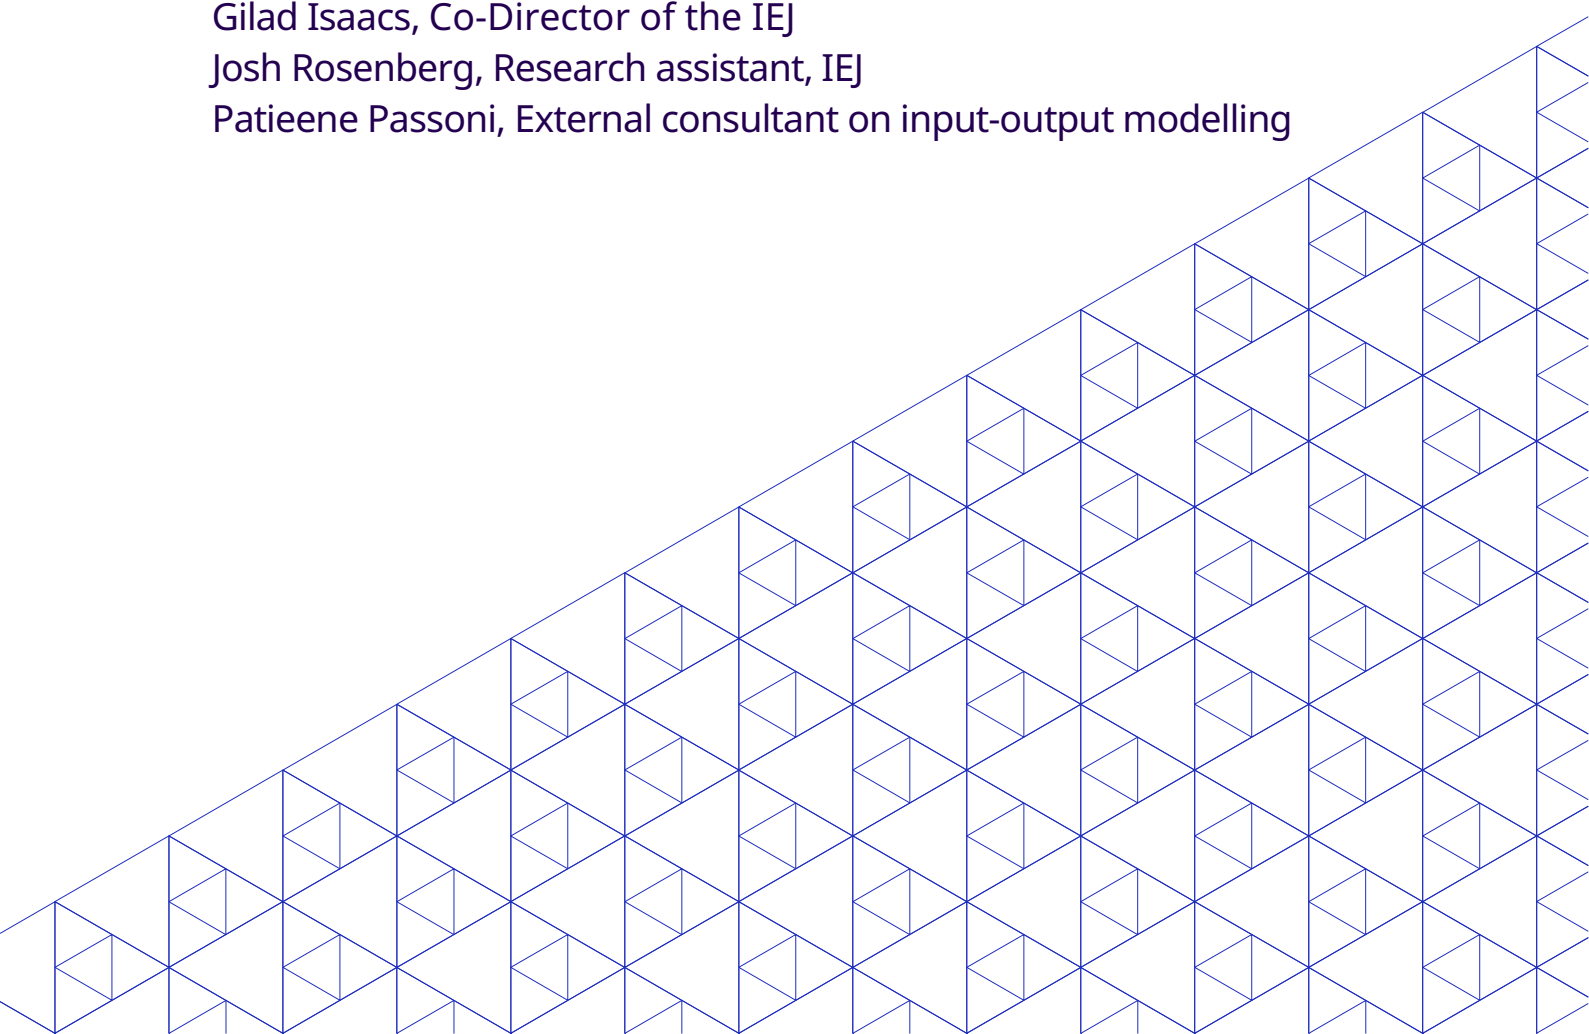 Gilad Isaacs, Co-Director of the IEJ
Josh Rosenberg, Research assistant, IEJ
Patieene Passoni, External consultant on input-output modelling